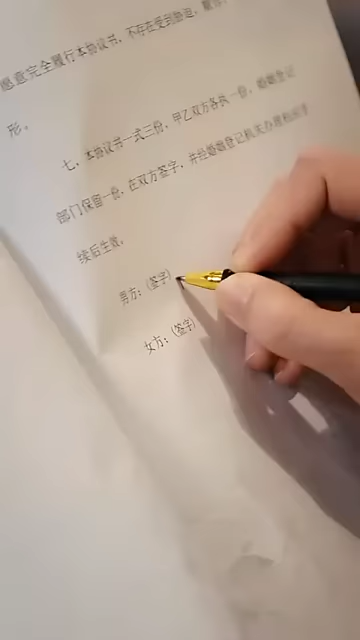 愿意完全履行本协议书，不存在受到胁迫、欺
形。
七、本协议书一式三份，甲乙双方各执一份，婚姻登记
部门保留一份，在双方签字，并经婚姻登记机关办理相应手
续后生效。
男方：（签字）
女方：（签字）